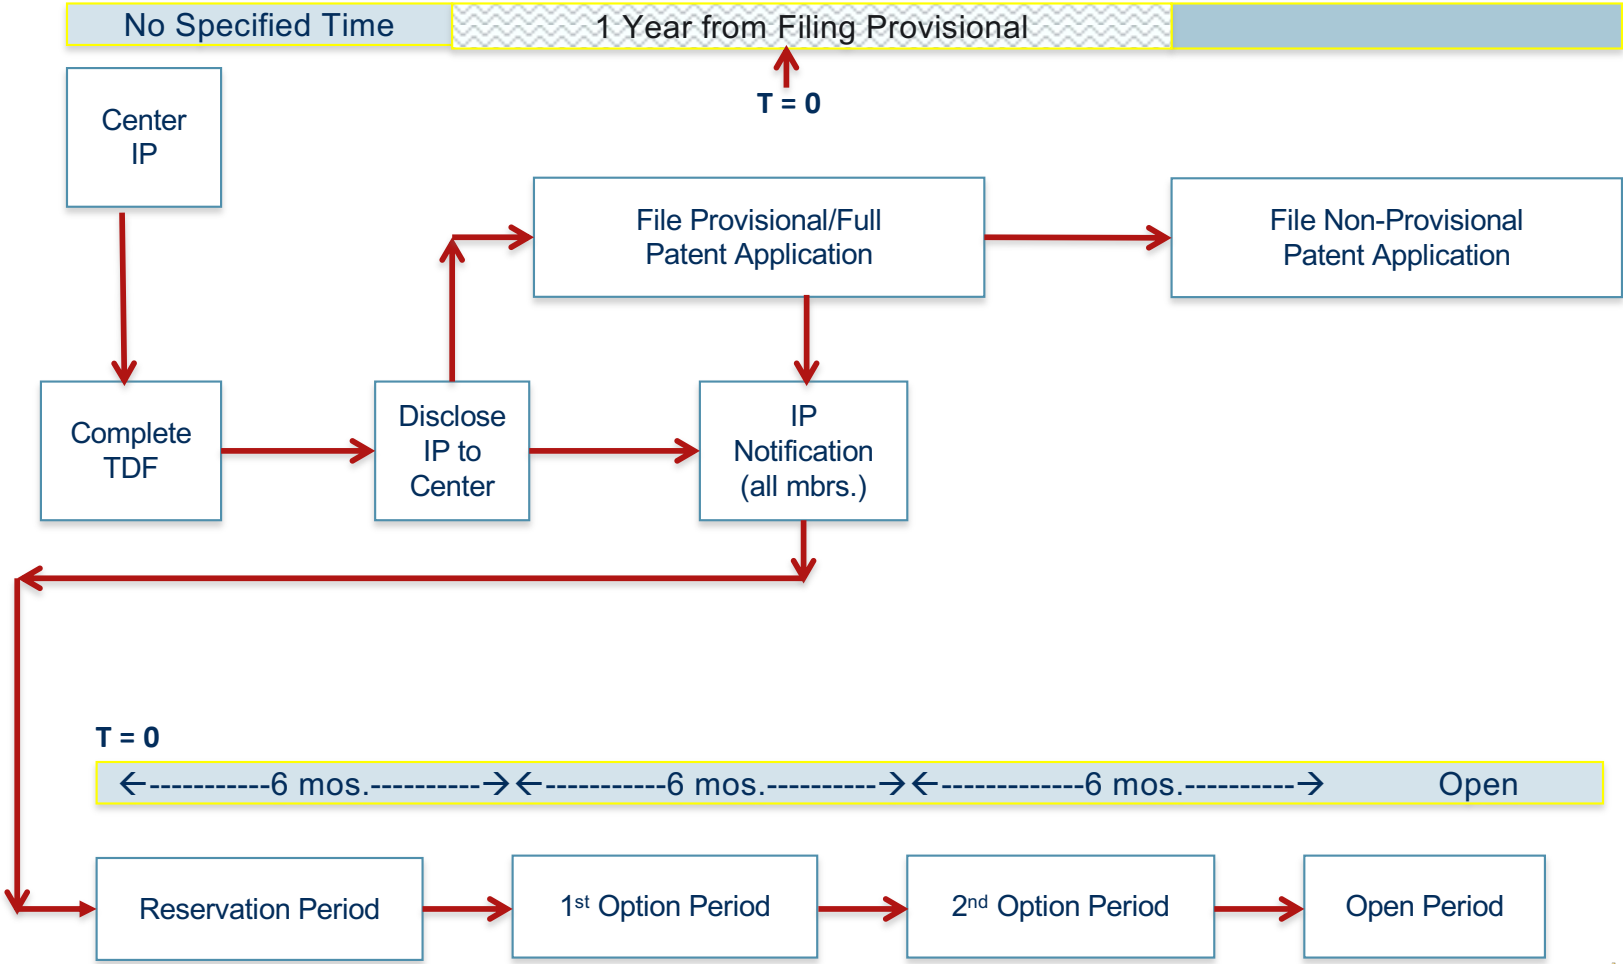 No Specified Time
1 Year from Filing Provisional
T = 0
Center
IP
File Provisional/Full
Patent Application
File Non-Provisional
Patent Application
Complete
TDF
Disclose
IP to
Center
IP
Notification
(all mbrs.)
T = 0
←-----------6 mos.----------→ ←-----------6 mos.----------→ ←-------------6 mos.----------→ Open
Reservation Period
1st Option Period
2nd Option Period
Open Period